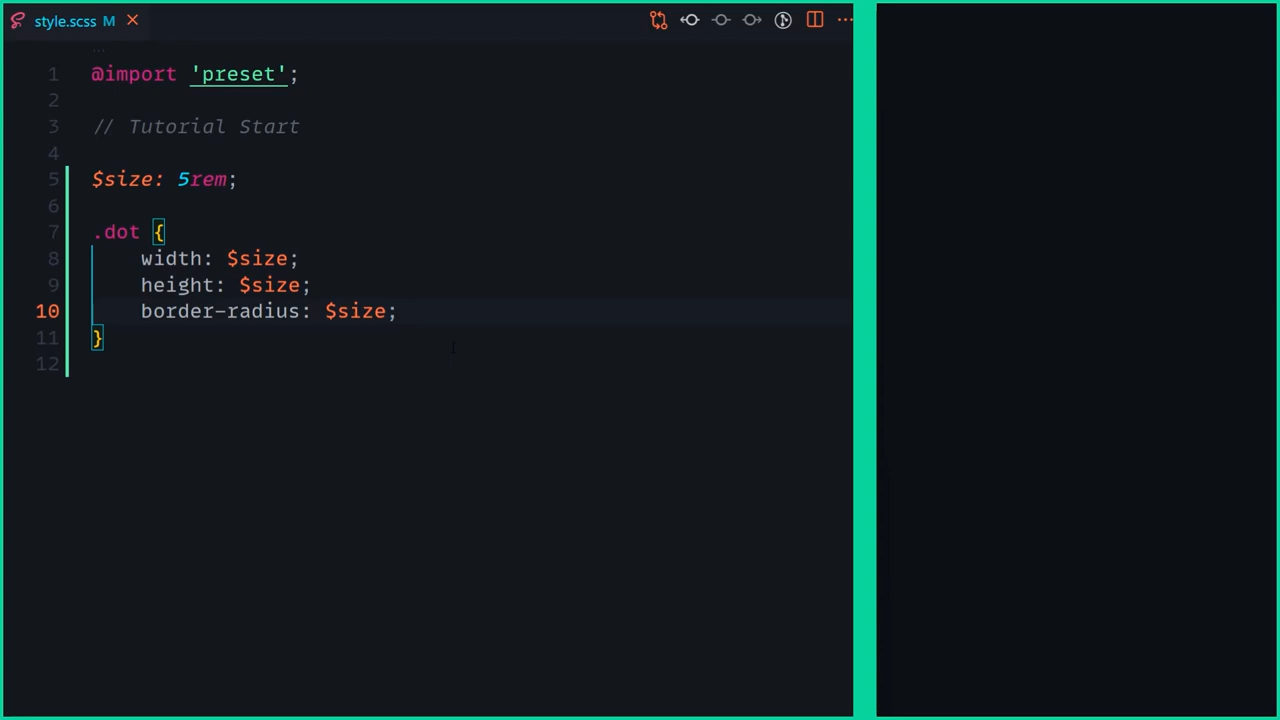 style.scss M
...
1 @import 'preset';
2
3 // Tutorial Start
4
5 $size: 5rem;
6
7 .dot {
8 width: $size;
9 height: $size;
10 border-radius: $size;
11 }
12